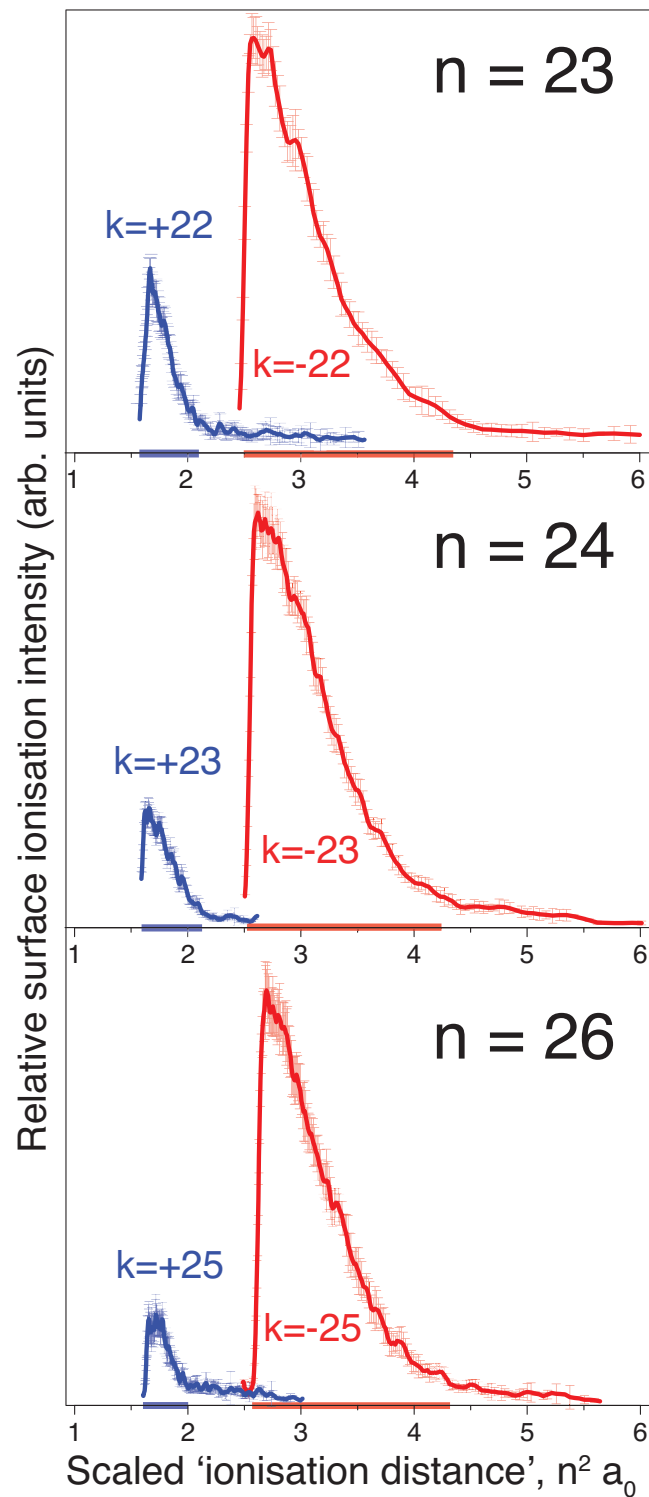 n = 23
k=+22
k=-22
1 2 3 4 5 6
n = 24
k=+23
k=-23
1 2 3 4 5 6
n = 26
k=+25
k=-25
1 2 3 4 5 6
Scaled ‘ionisation distance’, n² a₀
Relative surface ionisation intensity (arb. units)